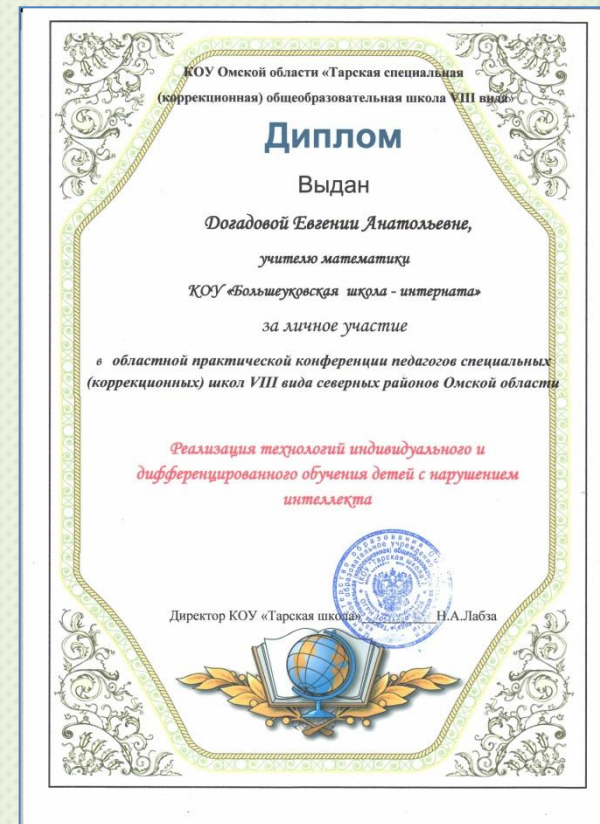 КОУ Омской области «Тарская специальная
(коррекционная) общеобразовательная школа VIII вида»
Диплом
Выдан
Догадовой Евгении Анатольевне,
учителю математики
КОУ «Большеуковская школа - интерната»
за личное участие
в областной практической конференции педагогов специальных
(коррекционных) школ VIII вида северных районов Омской области
Реализация технологий индивидуального и
дифференцированного обучения детей с нарушением
интеллекта
Директор КОУ «Тарская школа» Н.А.Лабза